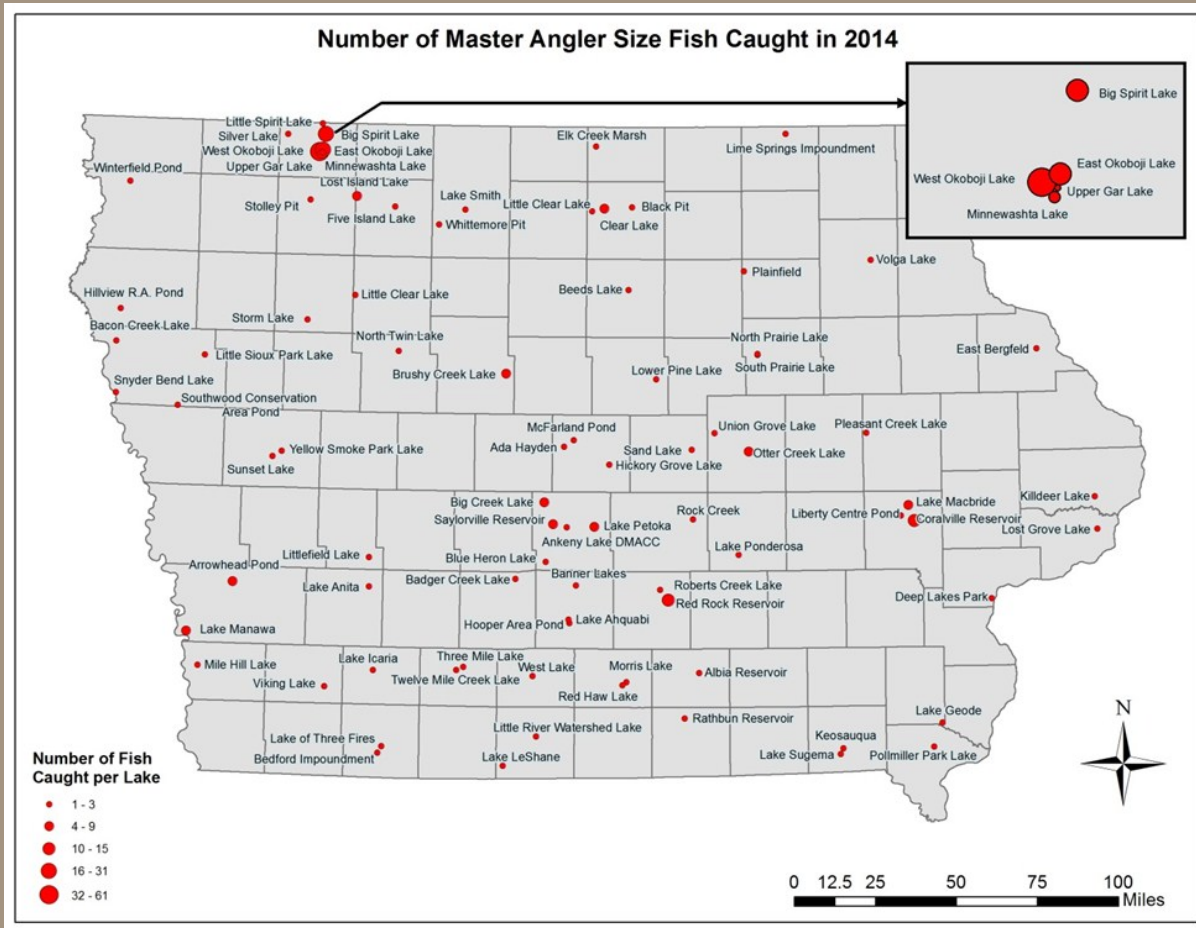 Number of Master Angler Size Fish Caught in 2014
Big Spirit Lake
East Okoboji Lake
West Okoboji Lake
Upper Gar Lake
Minnewashta Lake
Little Spirit Lake
Silver Lake
Big Spirit Lake
West Okoboji Lake
East Okoboji Lake
Upper Gar Lake
Minnewashta Lake
Elk Creek Marsh
Lime Springs Impoundment
Winterfield Pond
Lost Island Lake
Stolley Pit
Five Island Lake
Lake Smith
Whittemore Pit
Little Clear Lake
Clear Lake
Black Pit
Volga Lake
Plainfield
Hillview R.A. Pond
Little Clear Lake
Beeds Lake
Bacon Creek Lake
Storm Lake
North Twin Lake
North Prairie Lake
East Bergfeld
Little Sioux Park Lake
South Prairie Lake
Brushy Creek Lake
Lower Pine Lake
Snyder Bend Lake
Southwood Conservation
Area Pond
McFarland Pond
Union Grove Lake
Pleasant Creek Lake
Yellow Smoke Park Lake
Ada Hayden
Sand Lake
Otter Creek Lake
Sunset Lake
Hickory Grove Lake
Big Creek Lake
Lake Macbride
Killdeer Lake
Saylorville Reservoir
Lake Petoka
Rock Creek
Liberty Centre Pond
Coralville Reservoir
Ankeny Lake DMACC
Lost Grove Lake
Littlefield Lake
Blue Heron Lake
Lake Ponderosa
Arrowhead Pond
Banner Lakes
Lake Anita
Badger Creek Lake
Roberts Creek Lake
Red Rock Reservoir
Deep Lakes Park
Hooper Area Pond
Lake Ahquabi
Lake Manawa
Mile Hill Lake
Lake Icaria
Three Mile Lake
West Lake
Morris Lake
Albia Reservoir
Viking Lake
Twelve Mile Creek Lake
Red Haw Lake
Lake Geode
Rathbun Reservoir
Little River Watershed Lake
Lake of Three Fires
Keosauqua
Bedford Impoundment
Lake LeShane
Lake Sugema
Pollmiller Park Lake
N
Number of Fish
Caught per Lake
1 - 3
4 - 9
10 - 15
16 - 31
32 - 61
0 12.5 25 50 75 100
Miles